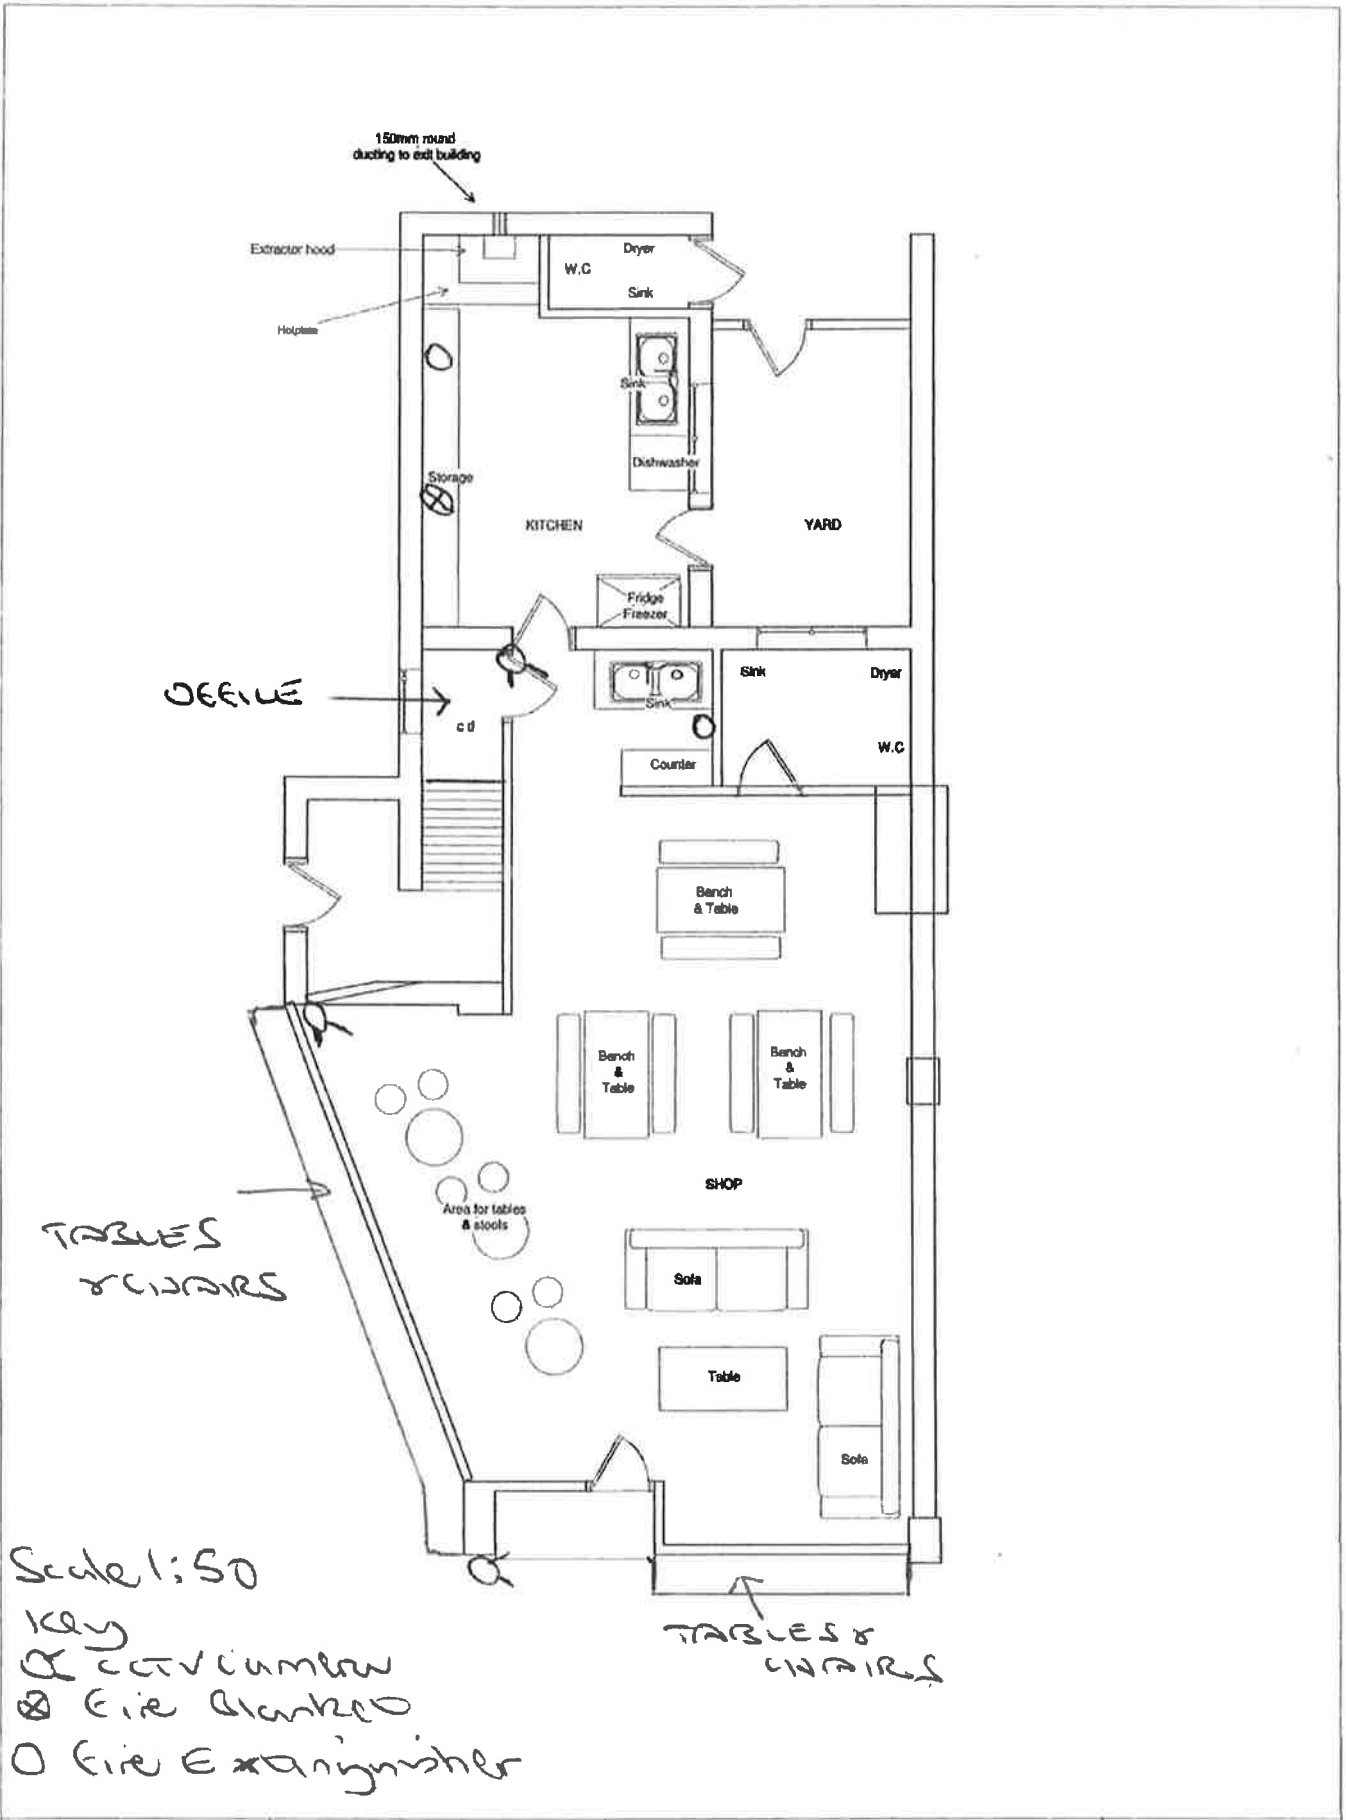 150mm round
ducting to exit building
Extractor hood
Hotplate
Dryer
W.C
Sink
Sink
Dishwasher
Storage
KITCHEN
YARD
Fridge
Freezer
OFFICE
c d
Sink
Counter
Sink
Dryer
W.C
Bench
& Table
Bench
&
Table
Bench
&
Table
SHOP
Area for tables
& stools
TABLES
& CHAIRS
Sofa
Table
Sofa
Scale 1:50
Key
CCTV Camera
Fire Blanket
Fire Extinguisher
TABLES &
CHAIRS